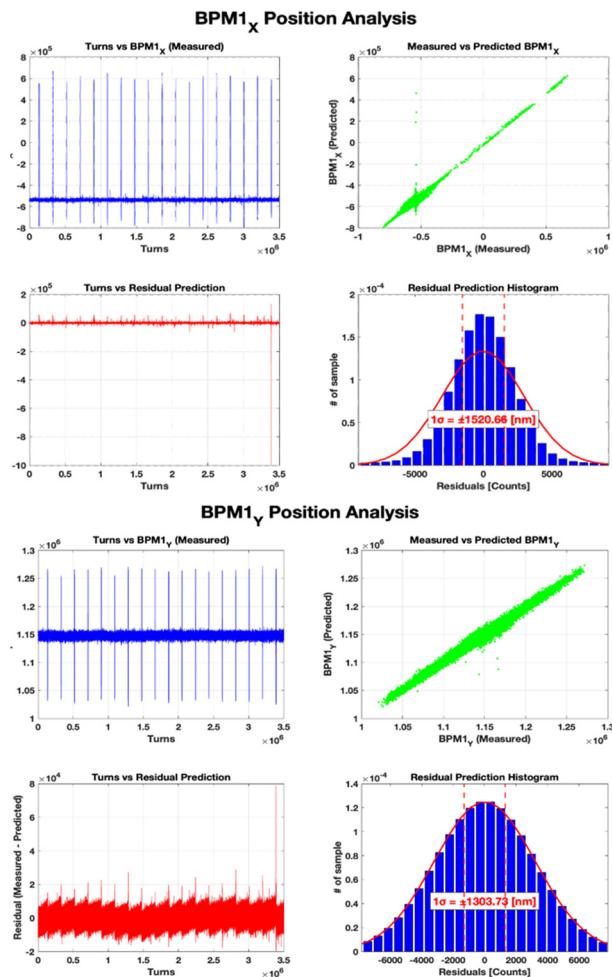 BPM1X Position Analysis
Turns vs BPM1X (Measured)
×10^5
8
6
4
2
0
-2
-4
-6
-8
0 0.5 1 1.5 2 2.5 3 3.5
Turns ×10^6
Measured vs Predicted BPM1X
×10^5
BPM1X (Predicted)
8
6
4
2
0
-2
-4
-6
-8
-1 -0.5 0 0.5 1
BPM1X (Measured) ×10^6
Turns vs Residual Prediction
×10^5
2
0
-2
-4
-6
-8
-10
0 0.5 1 1.5 2 2.5 3 3.5
Turns ×10^6
Residual Prediction Histogram
×10^-4
# of sample
2
1.5
1
0.5
0
1σ = ±1520.66 [nm]
-5000 0 5000
Residuals [Counts]
BPM1Y Position Analysis
Turns vs BPM1Y (Measured)
×10^6
1.3
1.25
1.2
1.15
1.1
1.05
1
0 0.5 1 1.5 2 2.5 3 3.5
Turns ×10^6
Measured vs Predicted BPM1Y
×10^6
BPM1Y (Predicted)
1.3
1.25
1.2
1.15
1.1
1.05
1
1 1.05 1.1 1.15 1.2 1.25 1.3
BPM1Y (Measured) ×10^6
Turns vs Residual Prediction
×10^4
Residual (Measured - Predicted)
8
6
4
2
0
-2
0 0.5 1 1.5 2 2.5 3 3.5
Turns ×10^6
Residual Prediction Histogram
×10^-4
# of sample
1.4
1.2
1
0.8
0.6
0.4
0.2
0
1σ = ±1303.73 [nm]
-6000 -4000 -2000 0 2000 4000 6000
Residuals [Counts]